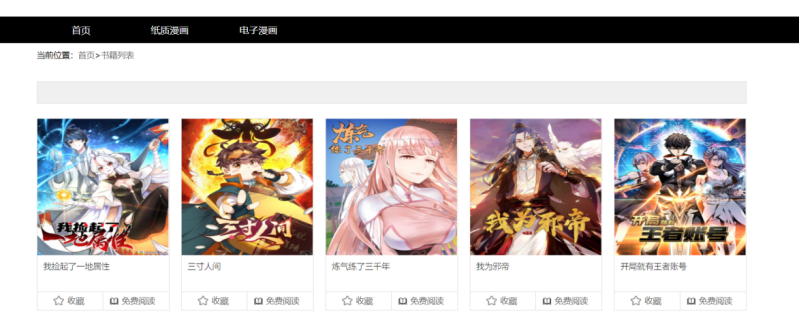 首页 纸质漫画 电子漫画
当前位置：首页>书籍列表
我捡起了一地属性
三寸人间
炼气
练了三千年
我为邪帝
开局就有
王者账号
我捡起了一地属性 三寸人间 炼气练了三千年 我为邪帝 开局就有王者账号
收藏 免费阅读 收藏 免费阅读 收藏 免费阅读 收藏 免费阅读 收藏 免费阅读